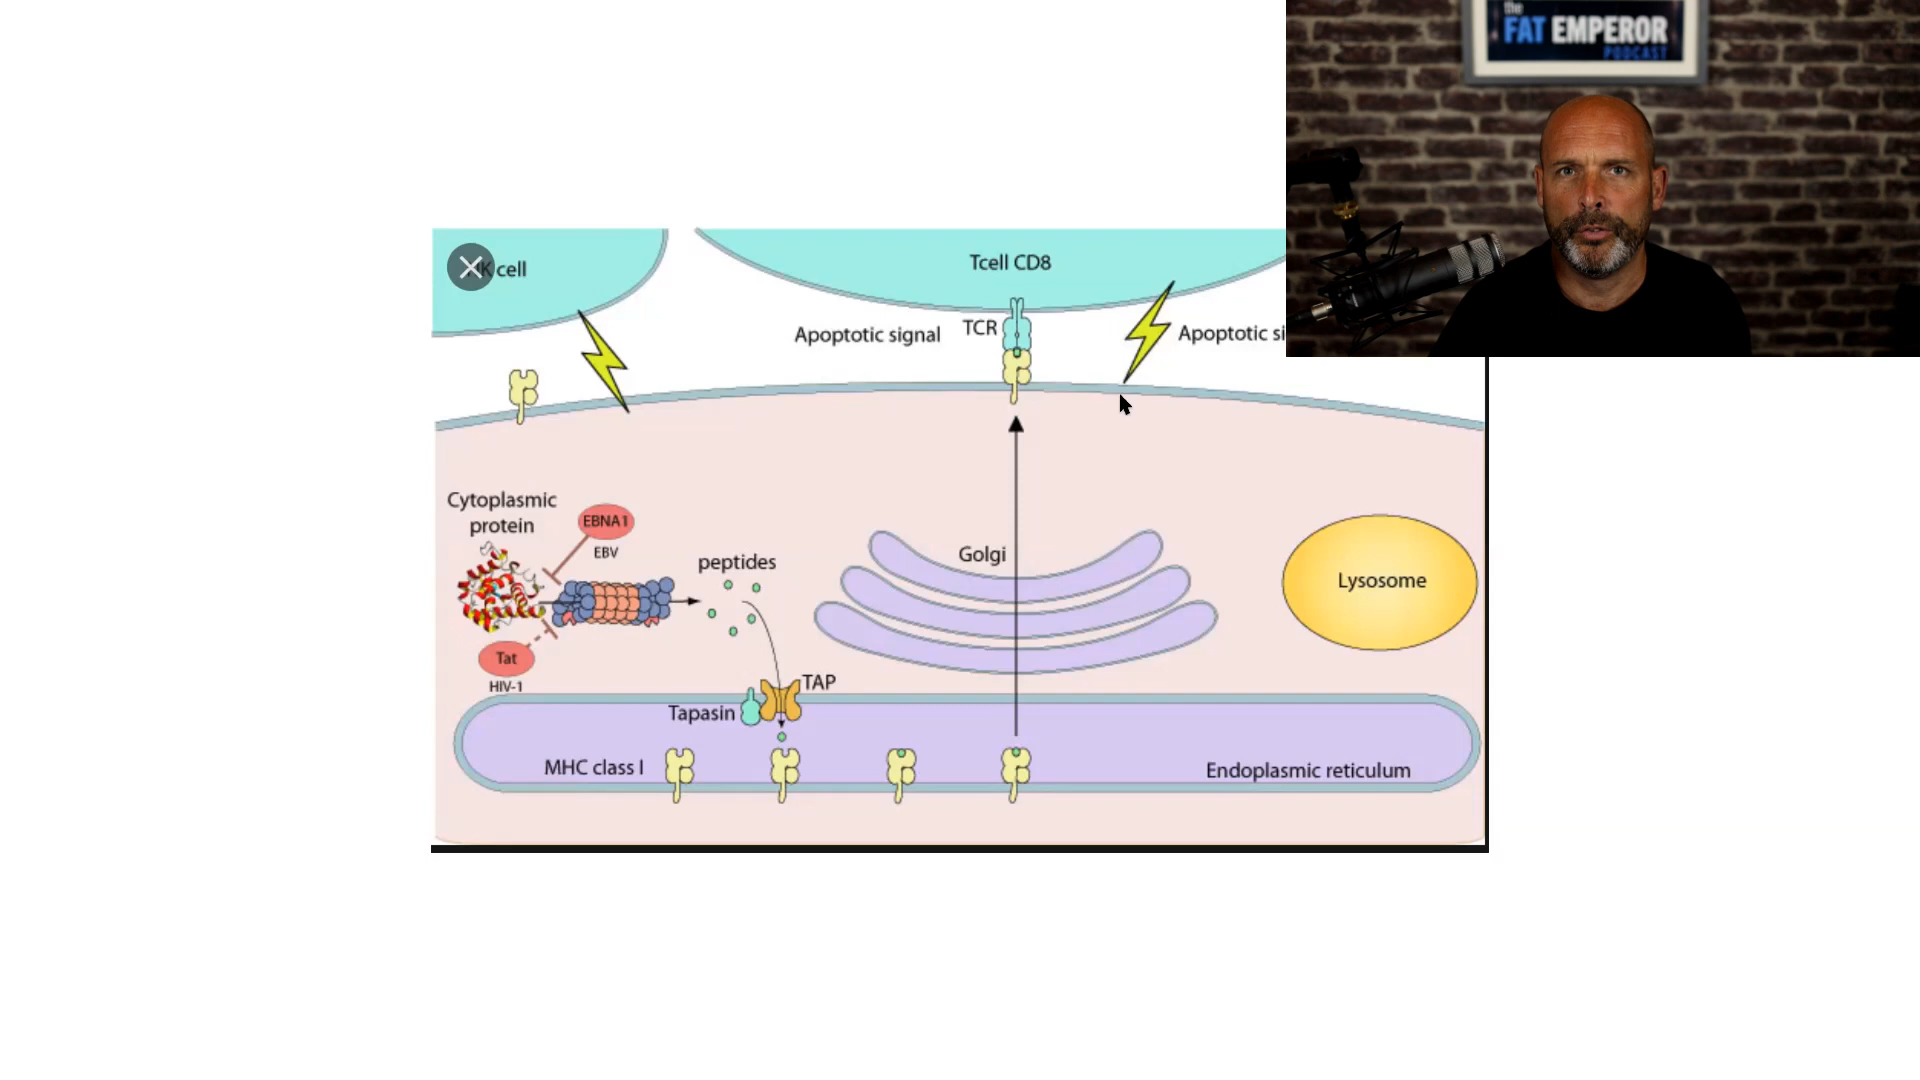 the
FAT EMPEROR
PODCAST
Tcell CD8
K cell
TCR
Apoptotic signal
Apoptotic si
Cytoplasmic
protein
EBNA1
EBV
peptides
Golgi
Lysosome
Tat
HIV-1
TAP
Tapasin
MHC class I
Endoplasmic reticulum